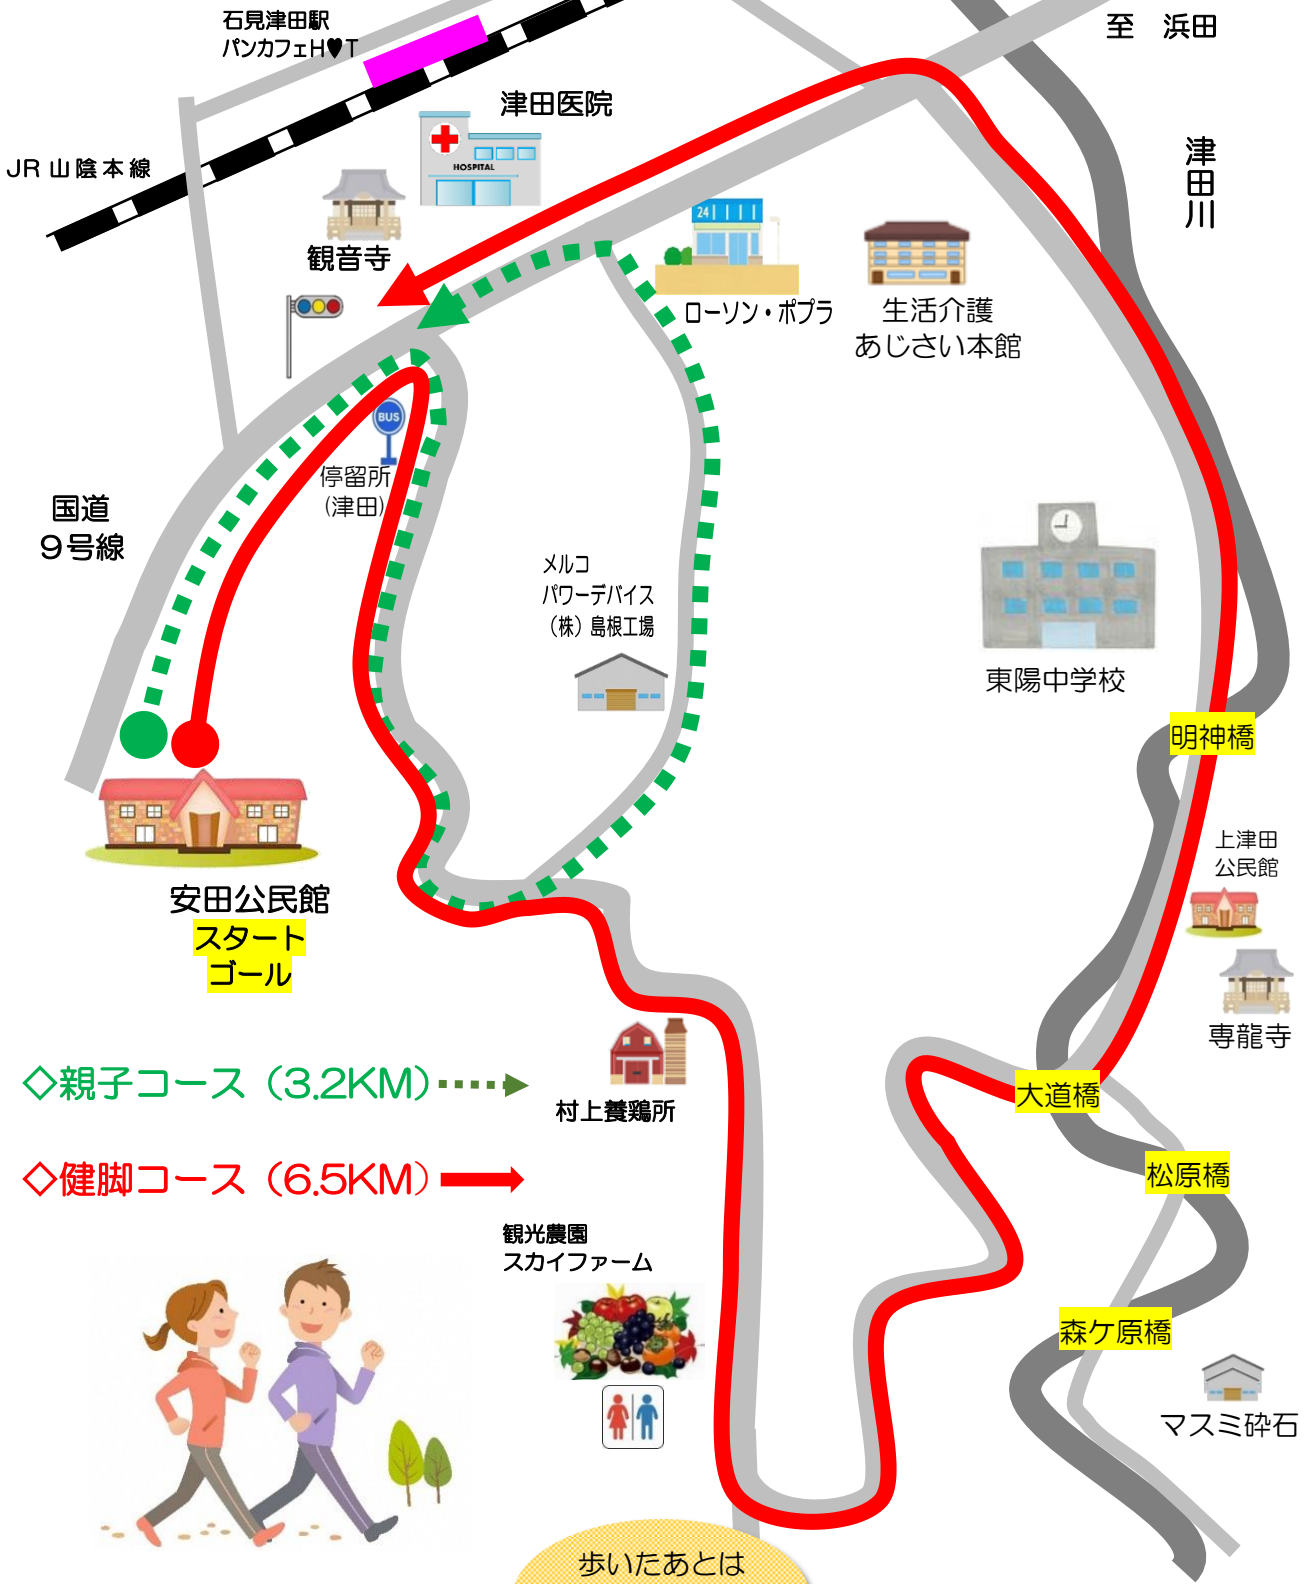 石見津田駅
パンカフェH♥T
至 浜田
津田医院
HOSPITAL
JR山陰本線
津田川
観音寺
24
ローソン・ポプラ
生活介護
あじさい本館
BUS
停留所
(津田)
国道
9号線
メルコ
パワーデバイス
(株)島根工場
東陽中学校
明神橋
上津田
公民館
安田公民館
スタート
ゴール
専龍寺
◇親子コース(3.2KM)
大道橋
村上養鶏所
◇健脚コース(6.5KM)
松原橋
観光農園
スカイファーム
森ケ原橋
マスミ砕石
歩いたあとは